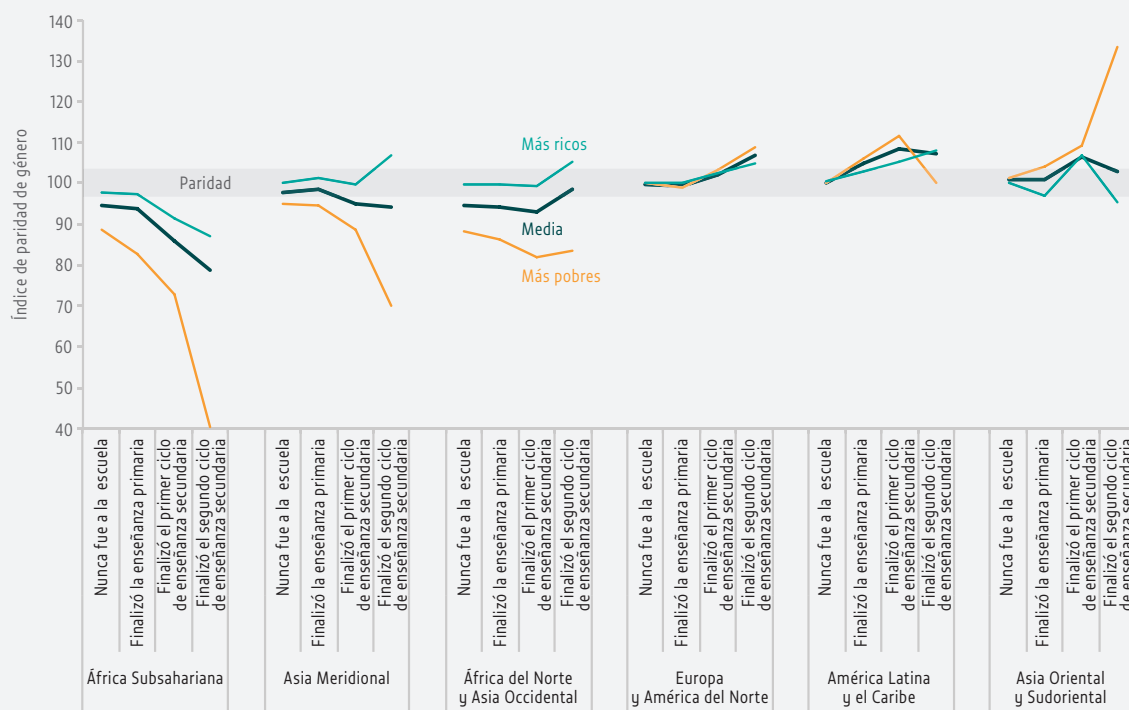 Índice de paridad de género
140
130
120
110
100
90
80
70
60
50
40
Paridad
Más ricos
Media
Más pobres
Nunca fue a la escuela
Finalizó la enseñanza primaria
Finalizó el primer ciclo
de enseñanza secundaria
Finalizó el segundo ciclo
de enseñanza secundaria
África Subsahariana
Nunca fue a la escuela
Finalizó la enseñanza primaria
Finalizó el primer ciclo
de enseñanza secundaria
Finalizó el segundo ciclo
de enseñanza secundaria
Asia Meridional
Nunca fue a la escuela
Finalizó la enseñanza primaria
Finalizó el primer ciclo
de enseñanza secundaria
Finalizó el segundo ciclo
de enseñanza secundaria
África del Norte
y Asia Occidental
Nunca fue a la escuela
Finalizó la enseñanza primaria
Finalizó el primer ciclo
de enseñanza secundaria
Finalizó el segundo ciclo
de enseñanza secundaria
Europa
y América del Norte
Nunca fue a la escuela
Finalizó la enseñanza primaria
Finalizó el primer ciclo
de enseñanza secundaria
Finalizó el segundo ciclo
de enseñanza secundaria
América Latina
y el Caribe
Nunca fue a la escuela
Finalizó la enseñanza primaria
Finalizó el primer ciclo
de enseñanza secundaria
Finalizó el segundo ciclo
de enseñanza secundaria
Asia Oriental
y Sudoriental